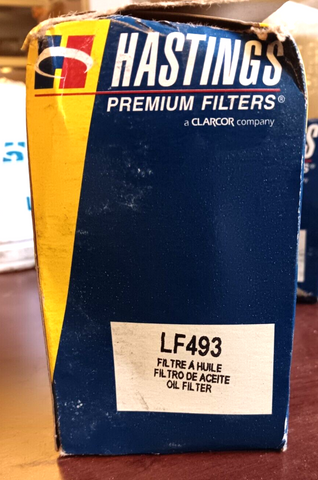 HASTINGS
PREMIUM FILTERS®
a CLARCOR company
LF493
FILTRE À HUILE
FILTRO DE ACEITE
OIL FILTER